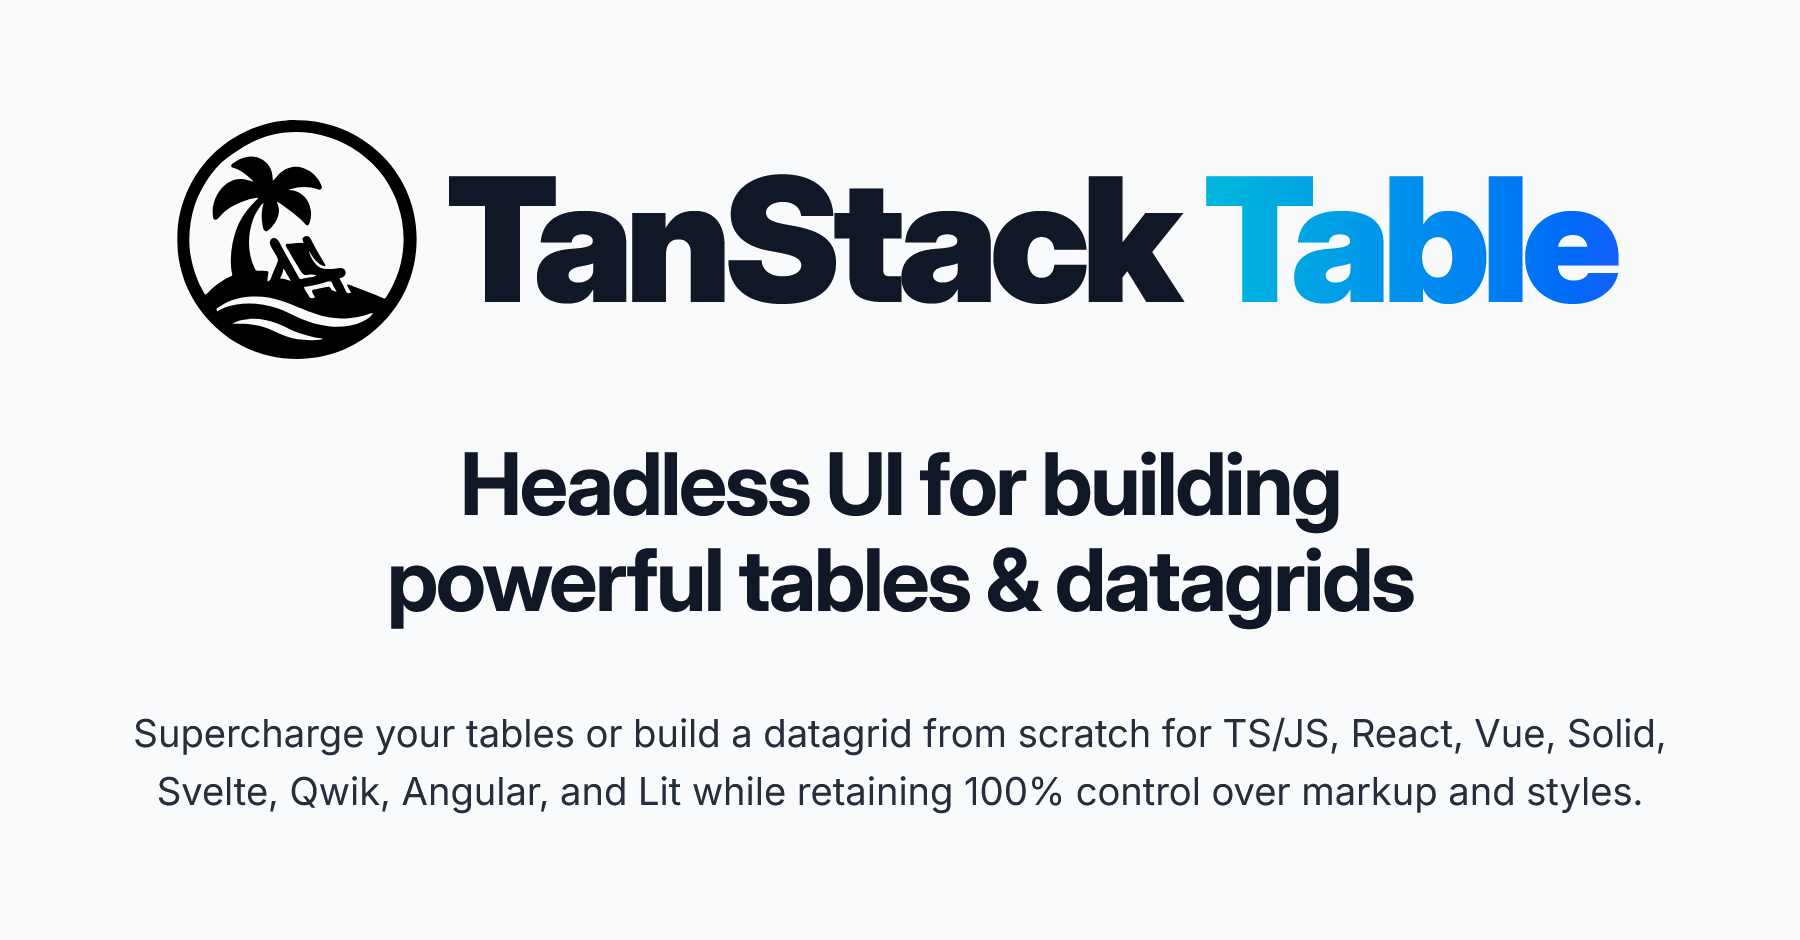 TanStack Table
Headless UI for building
powerful tables & datagrids
Supercharge your tables or build a datagrid from scratch for TS/JS, React, Vue, Solid,
Svelte, Qwik, Angular, and Lit while retaining 100% control over markup and styles.